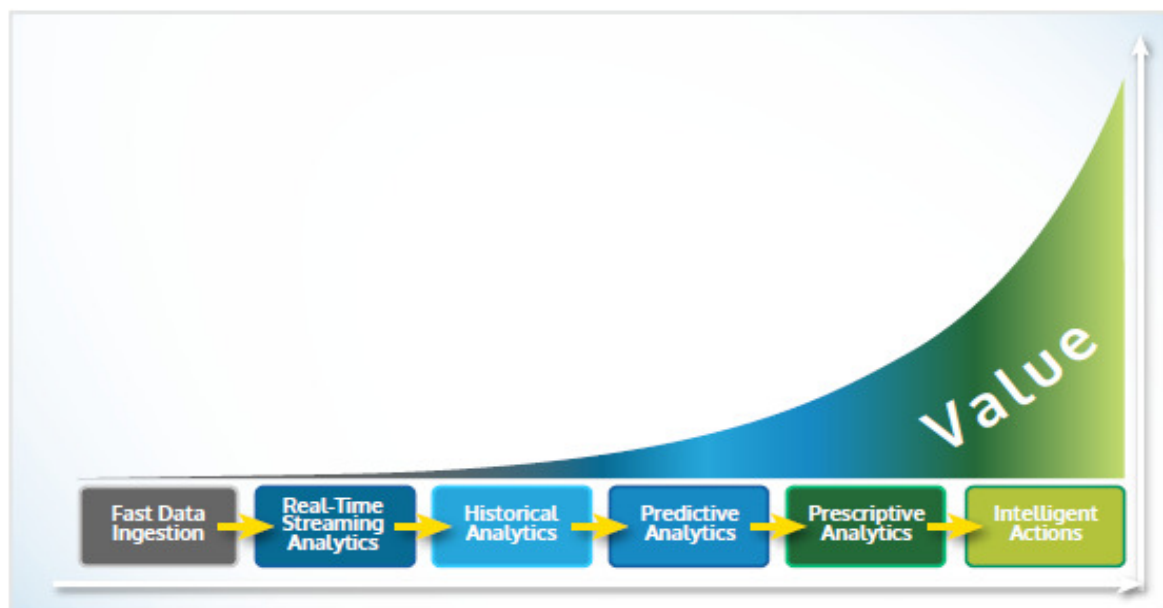 Value
Fast Data
Ingestion
Real-Time
Streaming
Analytics
Historical
Analytics
Predictive
Analytics
Prescriptive
Analytics
Intelligent
Actions